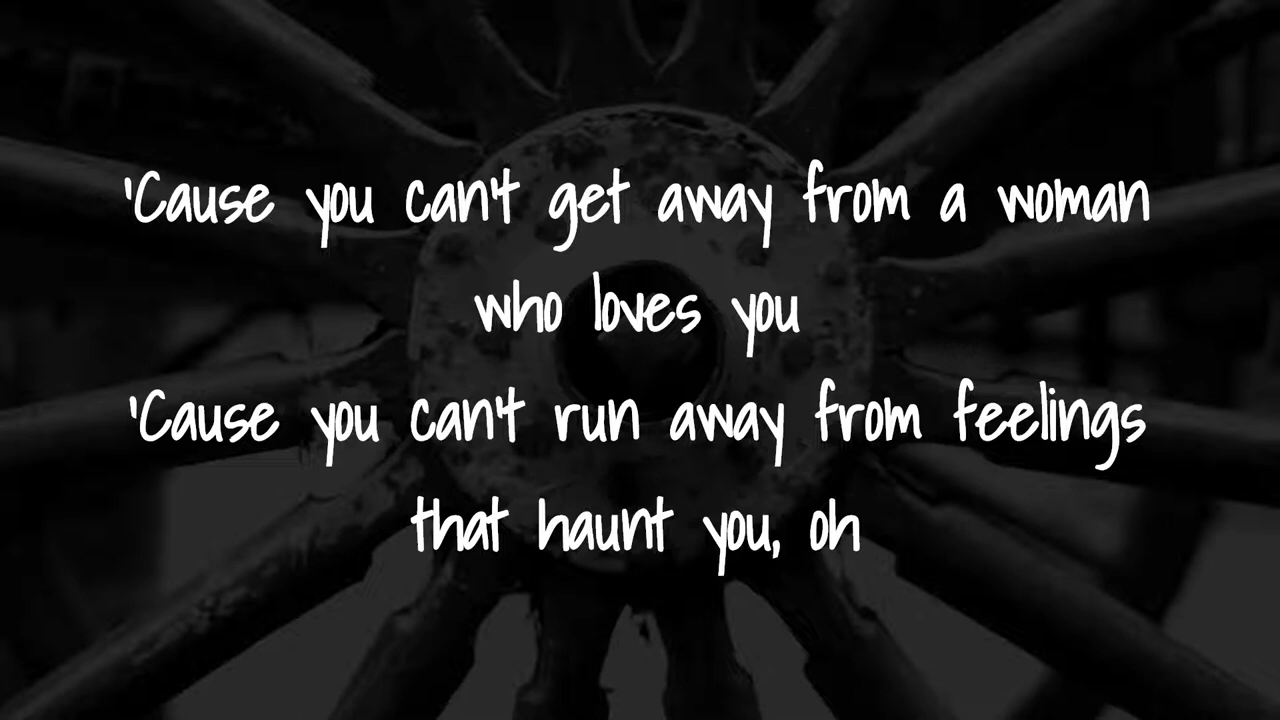 'Cause you can't get away from a woman
who loves you
'Cause you can't run away from feelings
that haunt you, oh